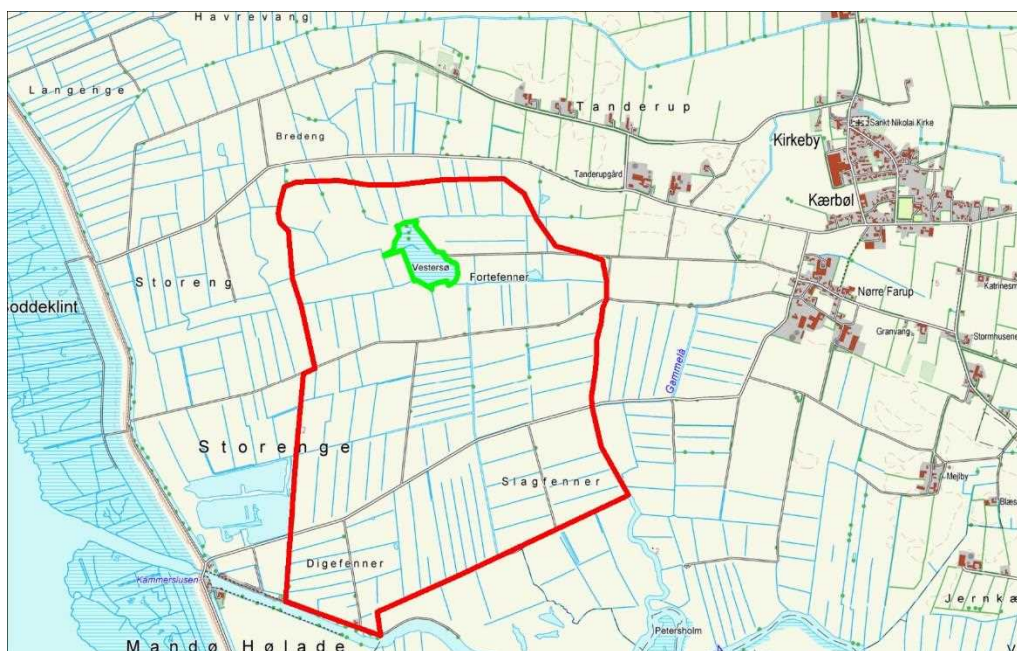 Havrevang
Langenge
Tanderup
Bredeng
Sankt Nikolai Kirke
Kirkeby
Tanderupgård
Kærbøl
Vestersø
Fortefenner
Storeng
Nørre Farup
Katrinesm
oddeklint
Granvang
Stormhusene
Gammelå
Storenge
Slagfenner
Mejlby
Blæs
Digefenner
Kammerslusen
Jernkæ
Petersholm
Mandø Hølade
V